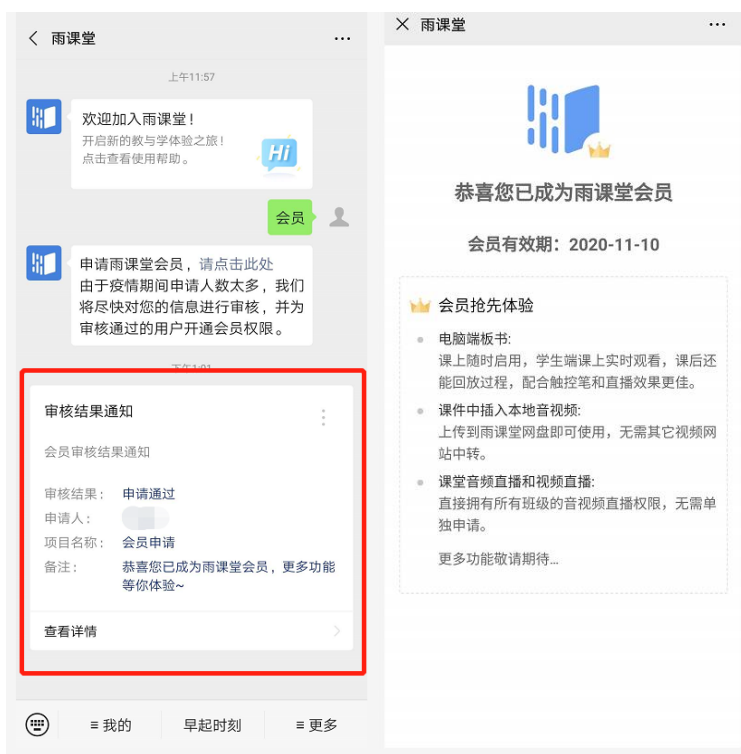 雨课堂
上午11:57
欢迎加入雨课堂！
开启新的教与学体验之旅！
点击查看使用帮助。
Hi
会员
申请雨课堂会员，请点击此处
由于疫情期间申请人数太多，我们
将尽快对您的信息进行审核，并为
审核通过的用户开通会员权限。
下午1:01
审核结果通知
会员审核结果通知
审核结果： 申请通过
申请人：
项目名称： 会员申请
备注： 恭喜您已成为雨课堂会员，更多功能
等你体验~
查看详情
≡ 我的
早起时刻
≡ 更多
雨课堂
恭喜您已成为雨课堂会员
会员有效期：2020-11-10
会员抢先体验
电脑端板书:
课上随时启用，学生端课上实时观看，课后还
能回放过程，配合触控笔和直播效果更佳。
课件中插入本地音视频:
上传到雨课堂网盘即可使用，无需其它视频网
站中转。
课堂音频直播和视频直播:
直接拥有所有班级的音视频直播权限，无需单
独申请。
更多功能敬请期待...